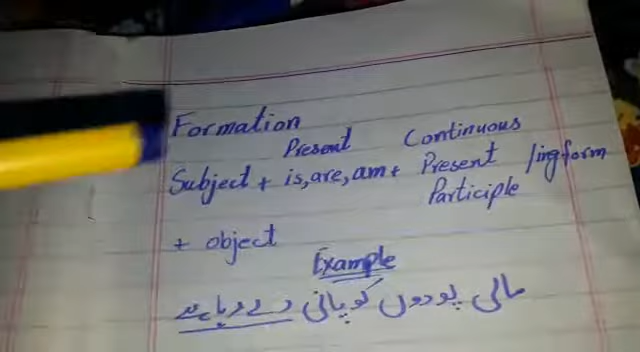 Formation
Present Continuous
Subject + is, are, am + Present /ing form
Participle
+ object
Example
مالی پودوں کو پانی دے رہا ہے